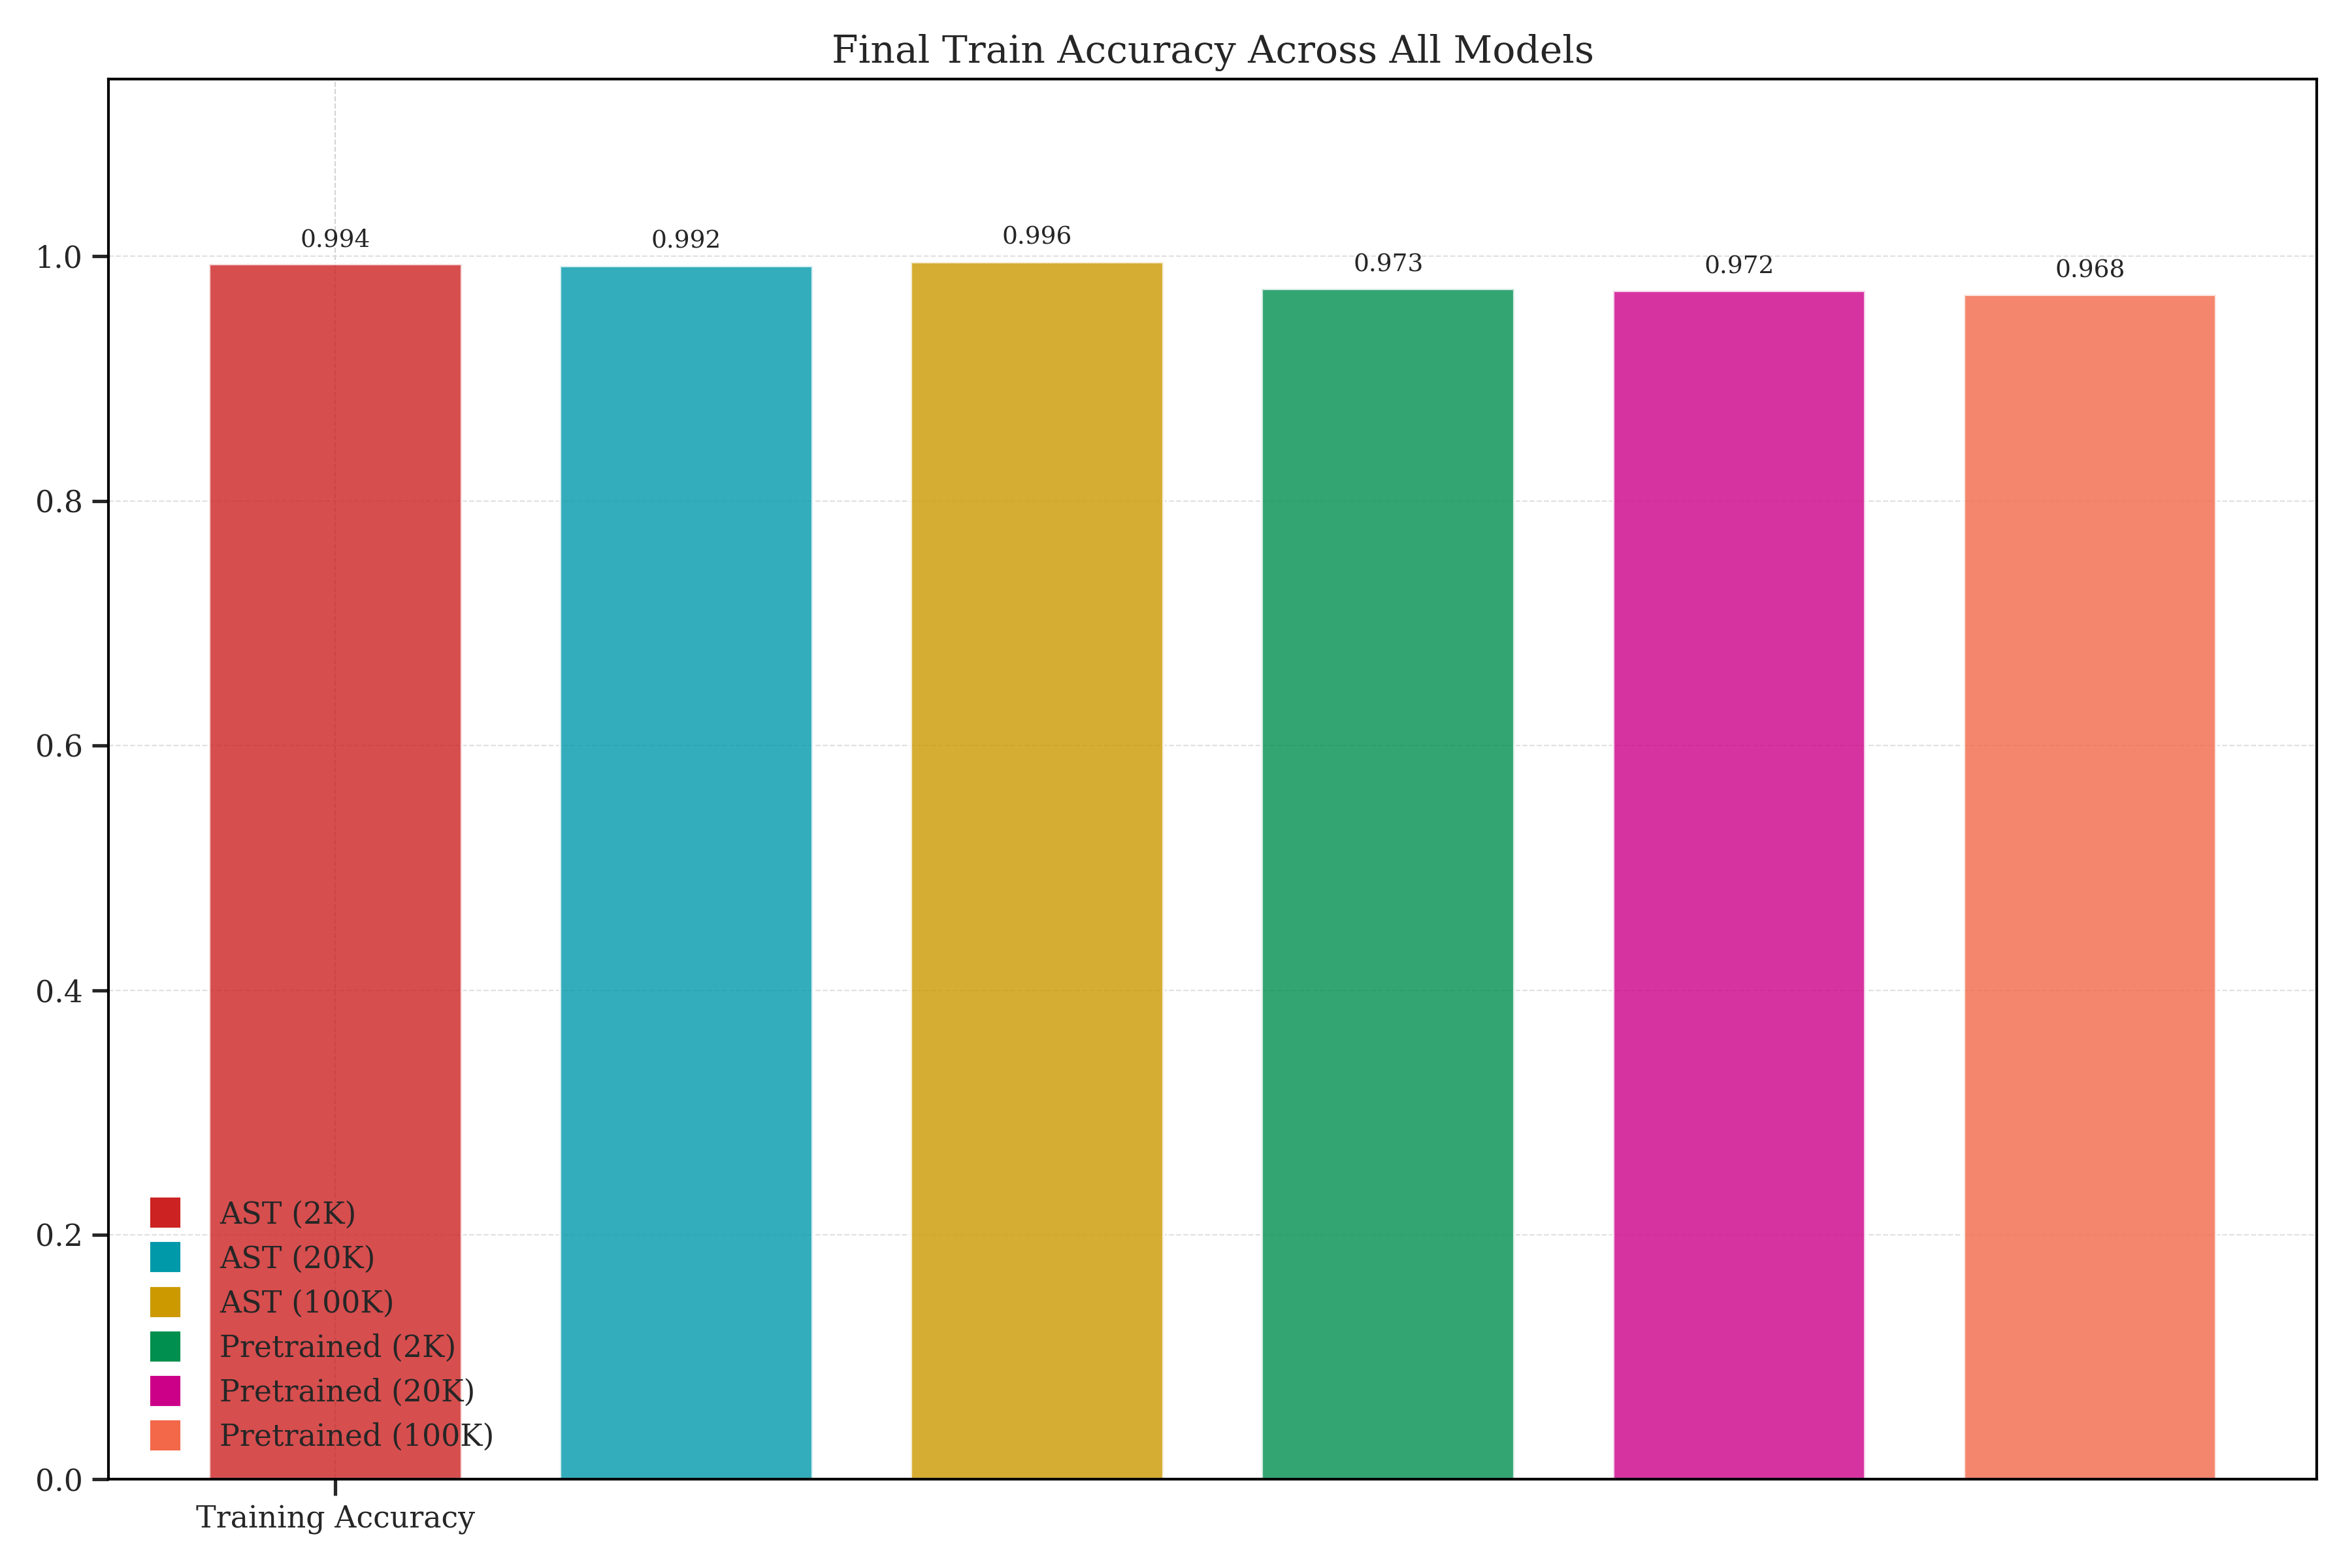 Final Train Accuracy Across All Models
0.994
0.992
0.996
0.973
0.972
0.968
1.0
0.8
0.6
0.4
0.2
0.0
AST (2K)
AST (20K)
AST (100K)
Pretrained (2K)
Pretrained (20K)
Pretrained (100K)
Training Accuracy